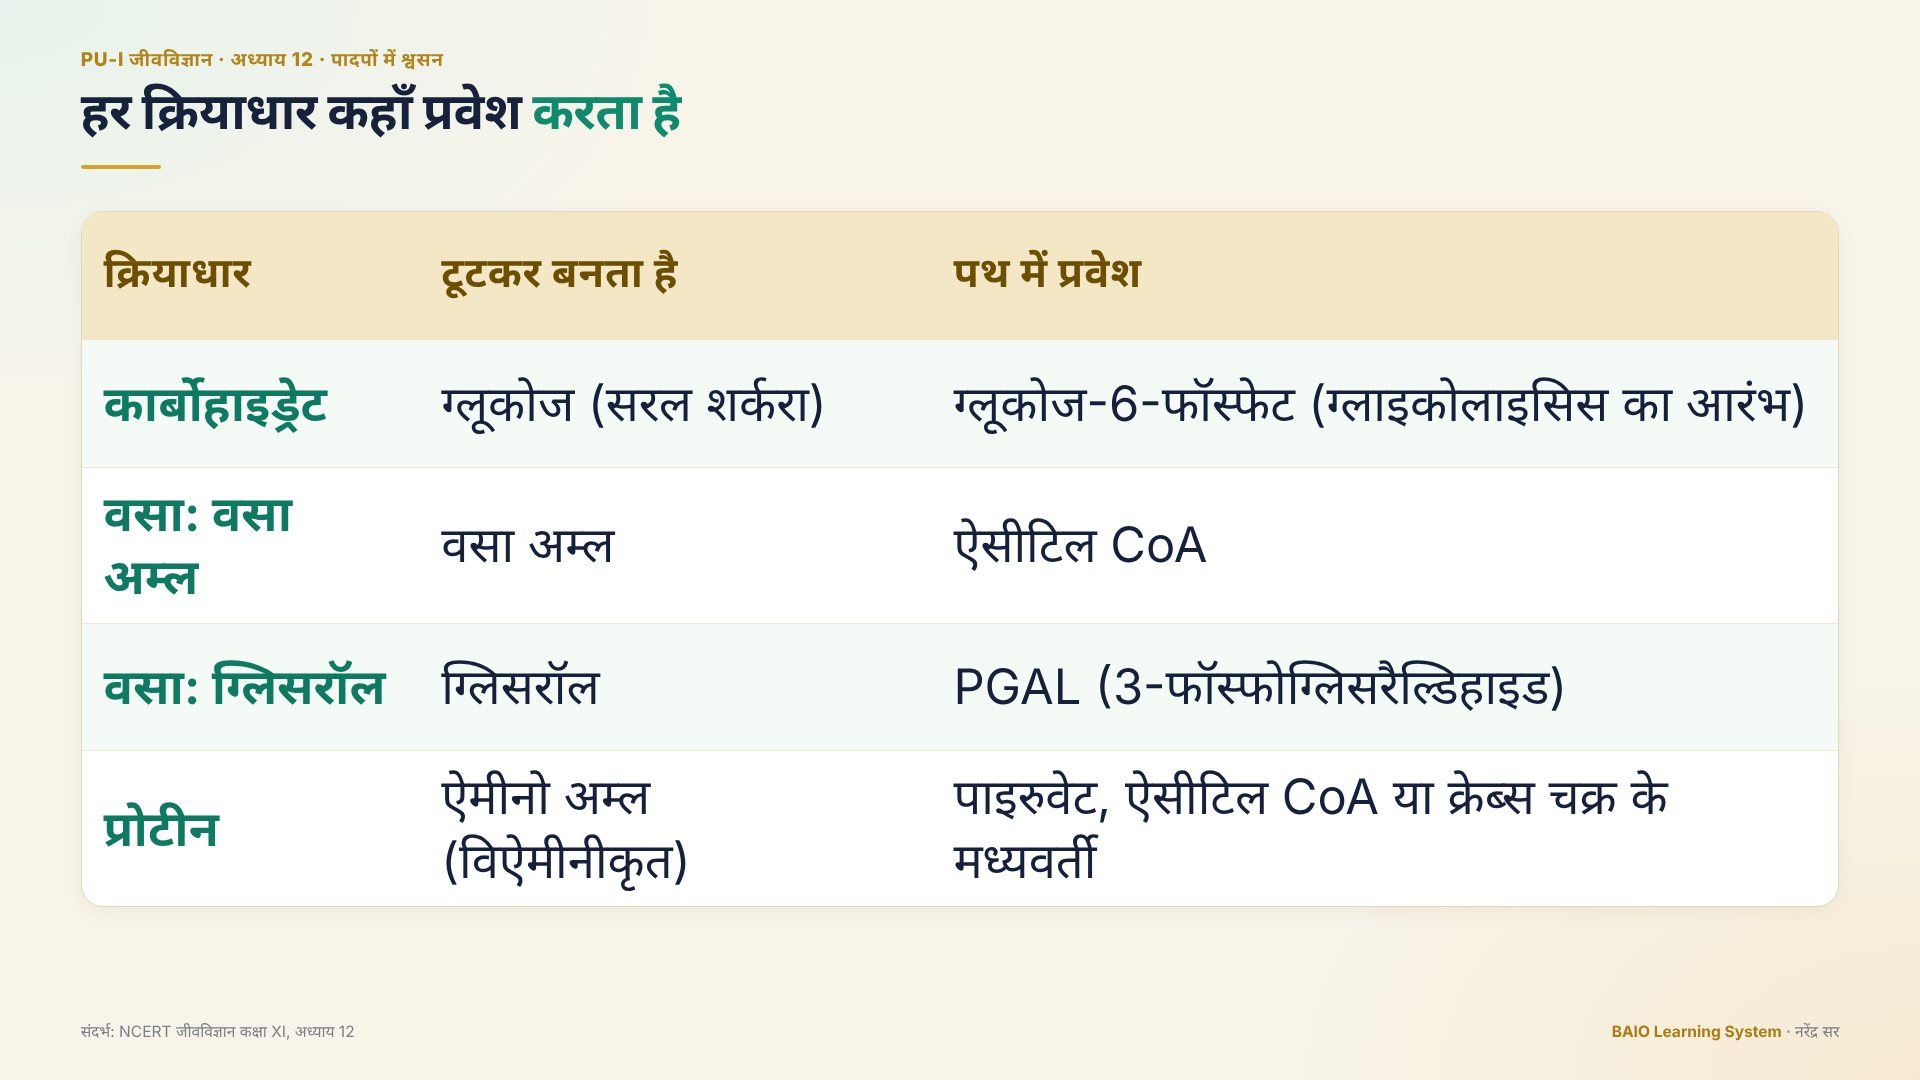 PU-I जीवविज्ञान · अध्याय 12 · पादपों में श्वसन
हर क्रियाधार कहाँ प्रवेश करता है
क्रियाधार
टूटकर बनता है
पथ में प्रवेश
कार्बोहाइड्रेट
ग्लूकोज (सरल शर्करा)
ग्लूकोज-6-फॉस्फेट (ग्लाइकोलाइसिस का आरंभ)
वसा: वसा
अम्ल
वसा अम्ल
ऐसीटिल CoA
वसा: ग्लिसरॉल
ग्लिसरॉल
PGAL (3-फॉस्फोग्लिसरैल्डिहाइड)
प्रोटीन
ऐमीनो अम्ल
(विऐमीनीकृत)
पाइरुवेट, ऐसीटिल CoA या क्रेब्स चक्र के
मध्यवर्ती
संदर्भ: NCERT जीवविज्ञान कक्षा XI, अध्याय 12
BAIO Learning System · नरेंद्र सर